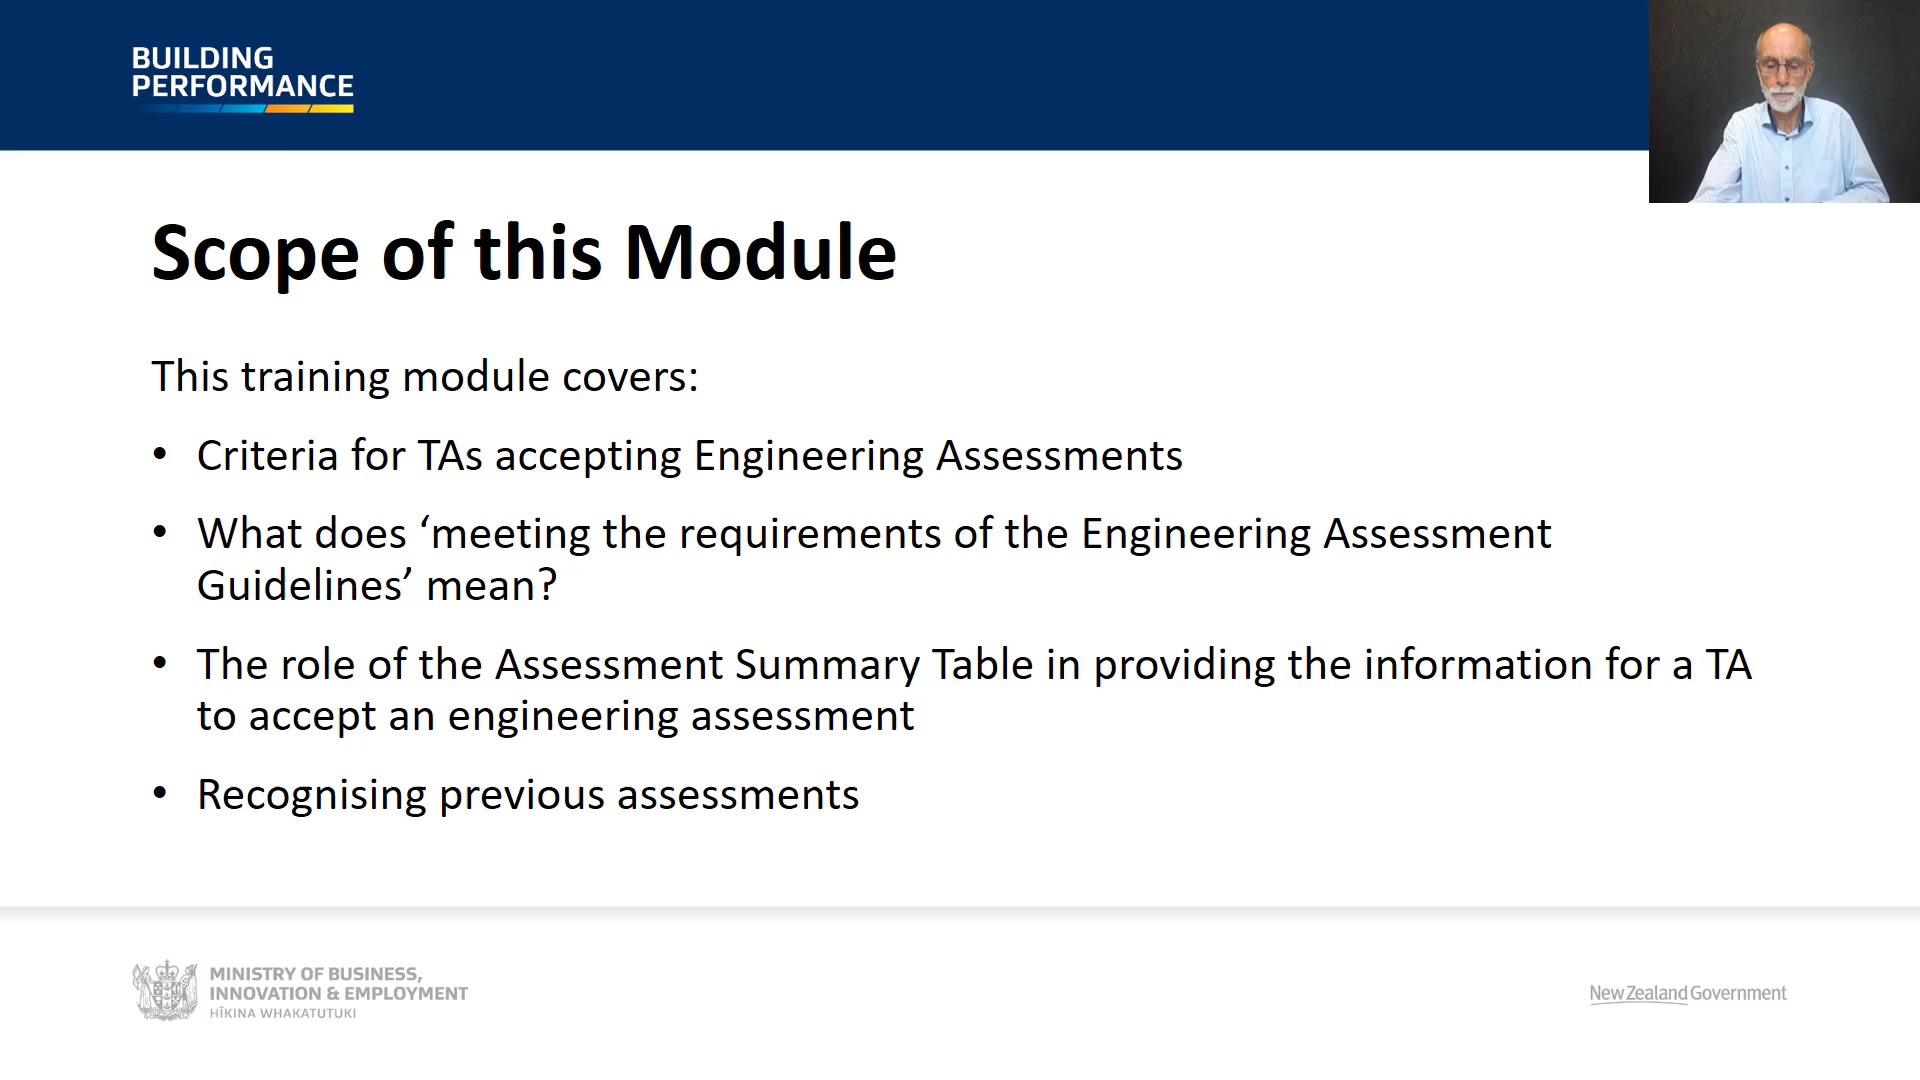 BUILDING
PERFORMANCE
Scope of this Module
This training module covers:
• Criteria for TAs accepting Engineering Assessments
• What does ‘meeting the requirements of the Engineering Assessment
Guidelines’ mean?
• The role of the Assessment Summary Table in providing the information for a TA
to accept an engineering assessment
• Recognising previous assessments
MINISTRY OF BUSINESS,
INNOVATION & EMPLOYMENT
HĪKINA WHAKATUTUKI
New Zealand Government